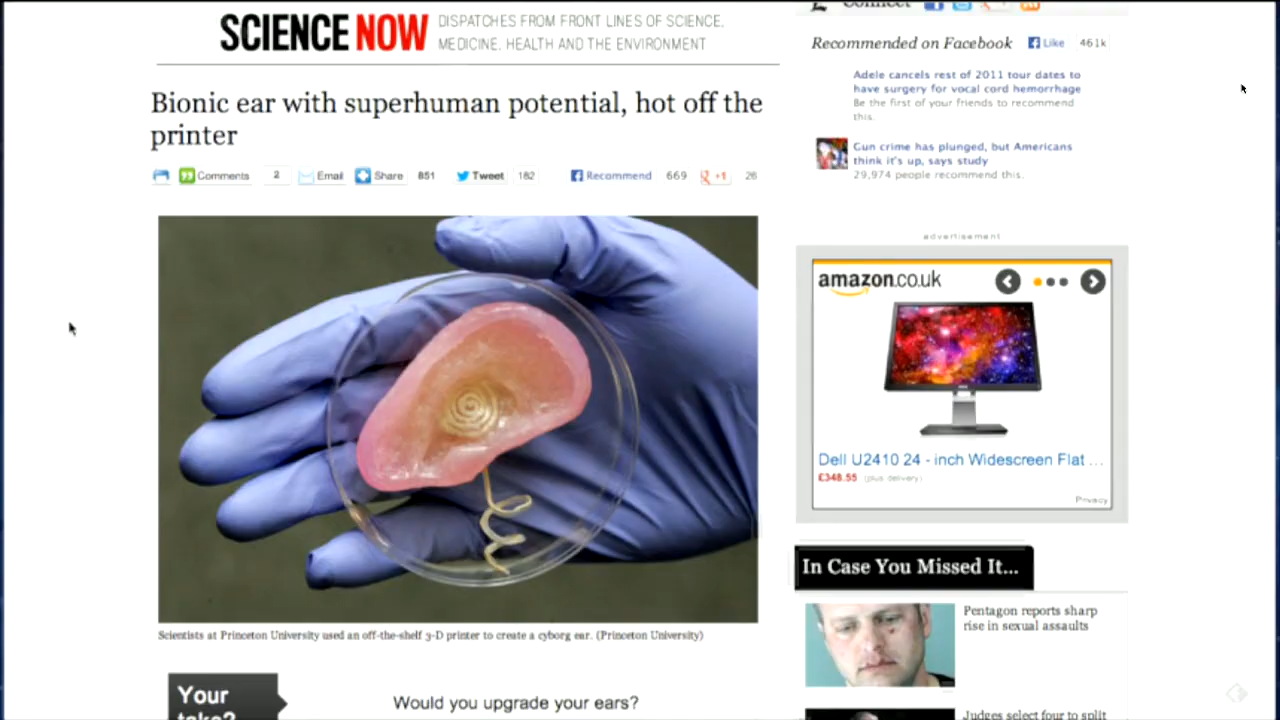 SCIENCE NOW
DISPATCHES FROM FRONT LINES OF SCIENCE,
MEDICINE, HEALTH AND THE ENVIRONMENT
Bionic ear with superhuman potential, hot off the
printer
Comments 2 Email Share 851 Tweet 182 Recommend 669 +1 26
Scientists at Princeton University used an off-the-shelf 3-D printer to create a cyborg ear. (Princeton University)
Your
take?
Would you upgrade your ears?
Connect
Recommended on Facebook Like 461k
Adele cancels rest of 2011 tour dates to
have surgery for vocal cord hemorrhage
Be the first of your friends to recommend
this.
Gun crime has plunged, but Americans
think it's up, says study
29,974 people recommend this.
advertisement
amazon.co.uk
Dell U2410 24 - inch Widescreen Flat ...
£348.55 (plus delivery)
Privacy
In Case You Missed It...
Pentagon reports sharp
rise in sexual assaults
Judges select four to split